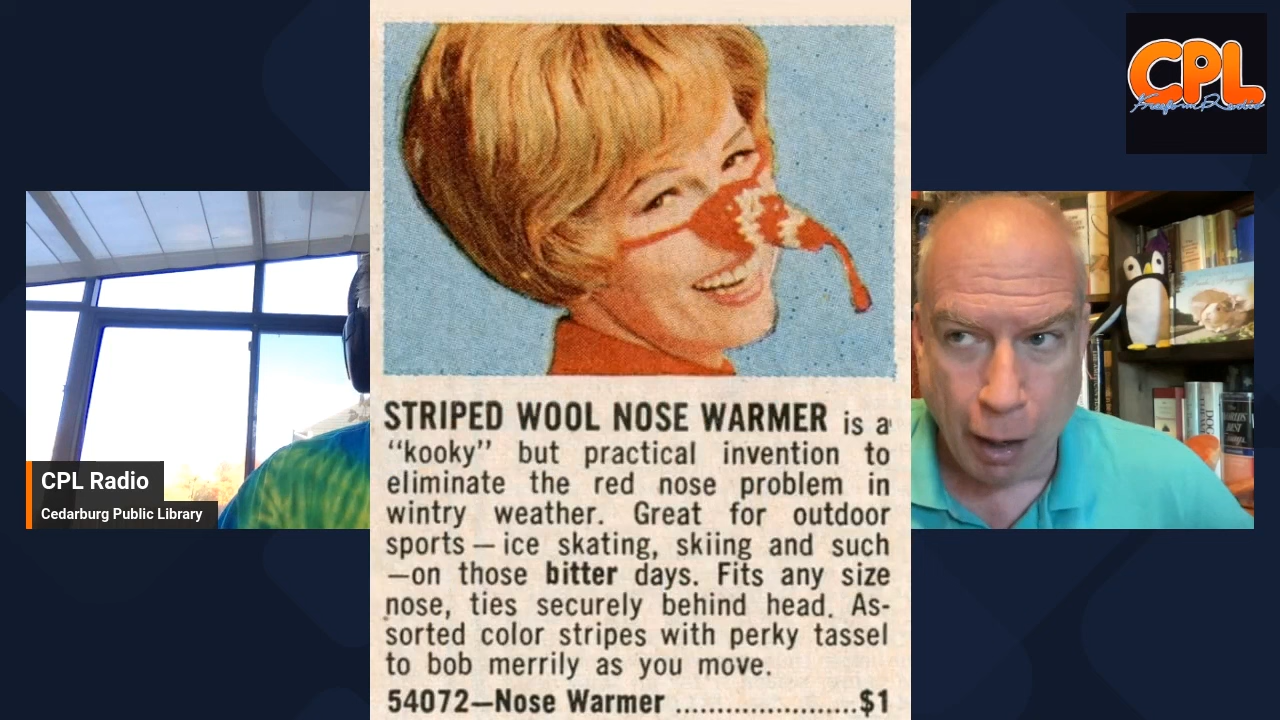 CPL
Freeform Radio
STRIPED WOOL NOSE WARMER is a
“kooky” but practical invention to
eliminate the red nose problem in
wintry weather. Great for outdoor
sports — ice skating, skiing and such
—on those bitter days. Fits any size
nose, ties securely behind head. As-
sorted color stripes with perky tassel
to bob merrily as you move.
54072—Nose Warmer ......................$1
CPL Radio
Cedarburg Public Library